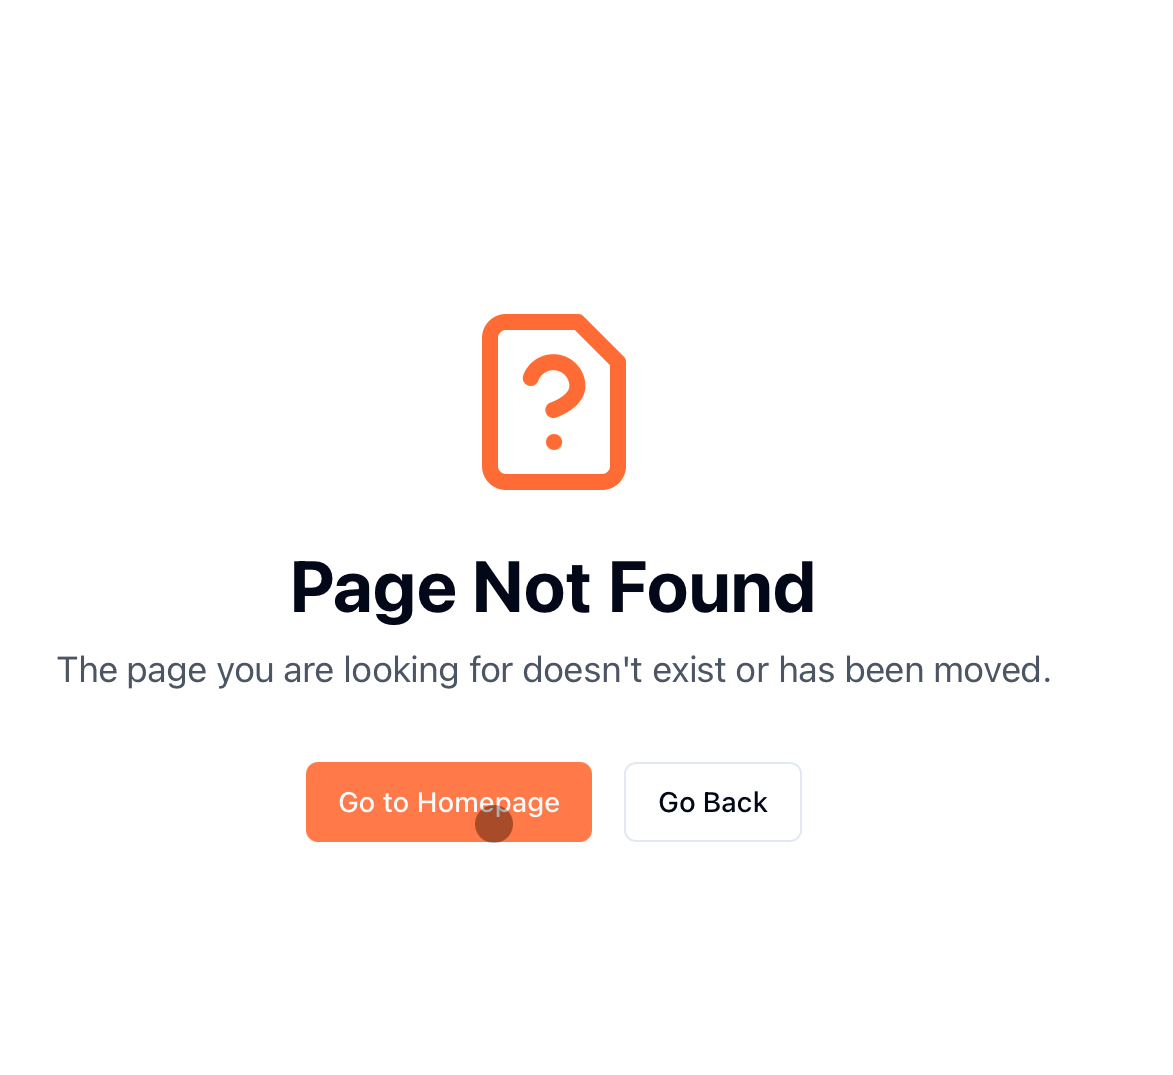 Page Not Found
The page you are looking for doesn't exist or has been moved.
Go to Homepage
Go Back